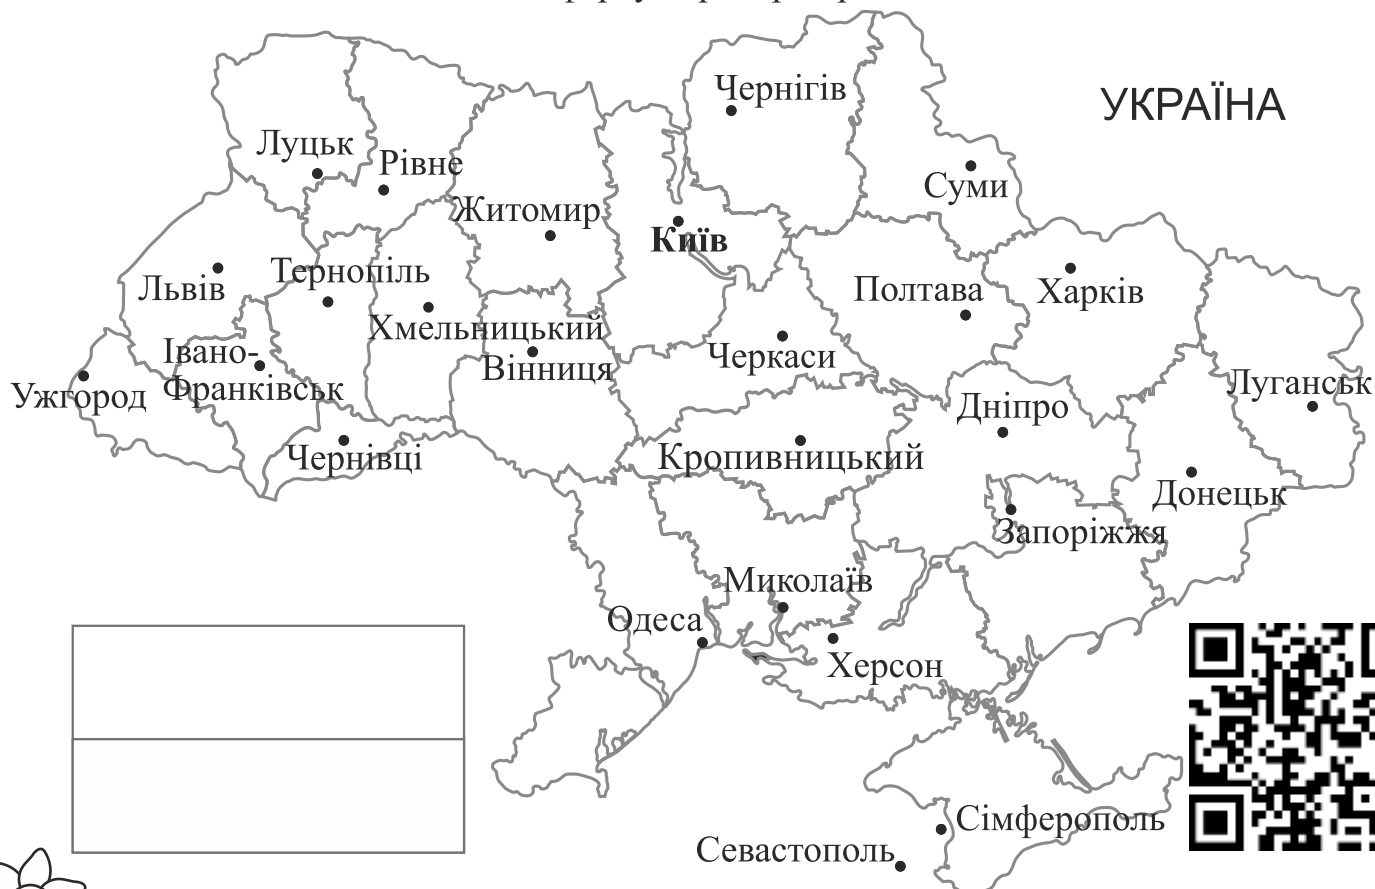 Чернігів
УКРАЇНА
Луцьк
Рівне
Суми
Житомир
Київ
Львів
Тернопіль
Полтава
Харків
Хмельницький
Вінниця
Черкаси
Івано-
Франківськ
Ужгород
Луганськ
Дніпро
Чернівці
Кропивницький
Донецьк
Запоріжжя
Миколаїв
Одеса
Херсон
Сімферополь
Севастополь